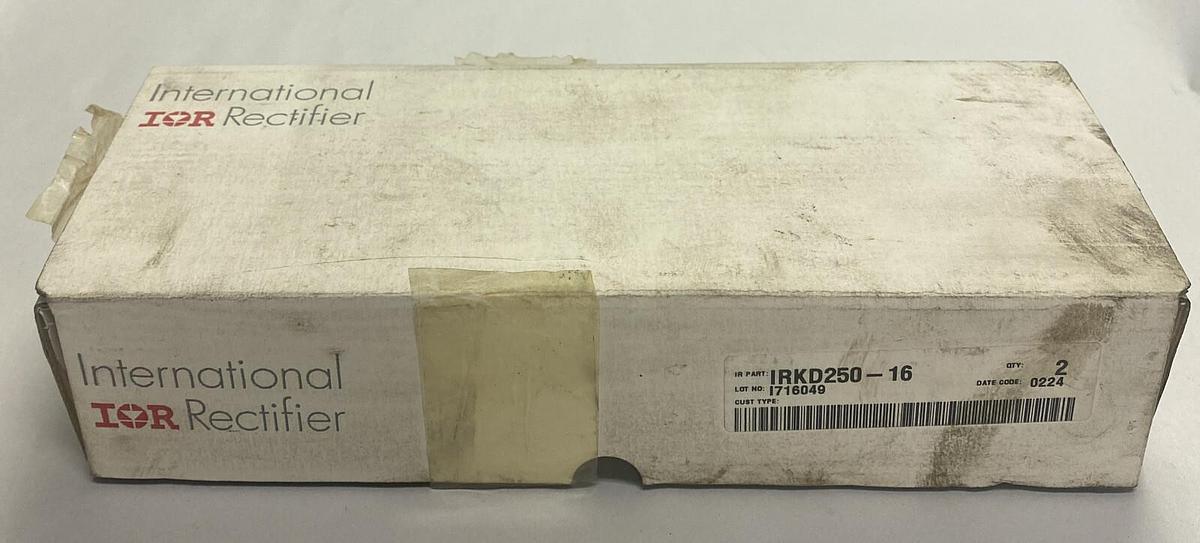 International
IOR Rectifier
International
IOR Rectifier
IR PART: IRKD250-16 QTY: 2
LOT NO: I716049 DATE CODE: 0224
CUST TYPE: